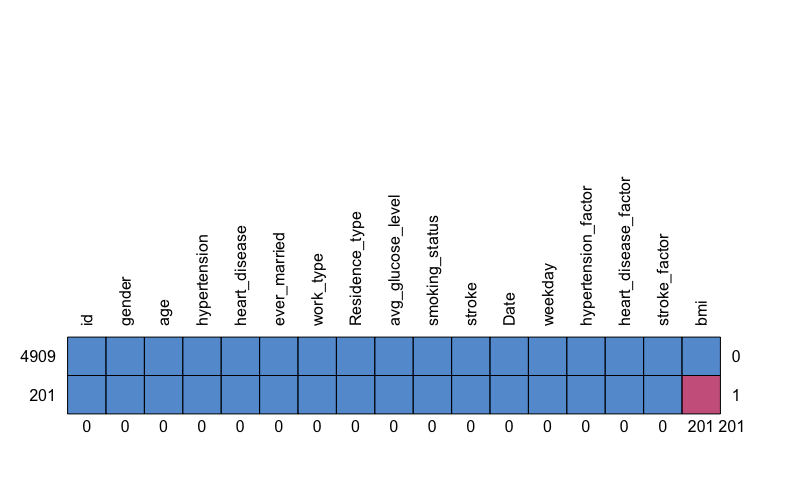 id gender age hypertension heart_disease ever_married work_type Residence_type avg_glucose_level smoking_status stroke Date weekday hypertension_factor heart_disease_factor stroke_factor bmi
4909 0
201 1
0 0 0 0 0 0 0 0 0 0 0 0 0 0 0 0 201 201